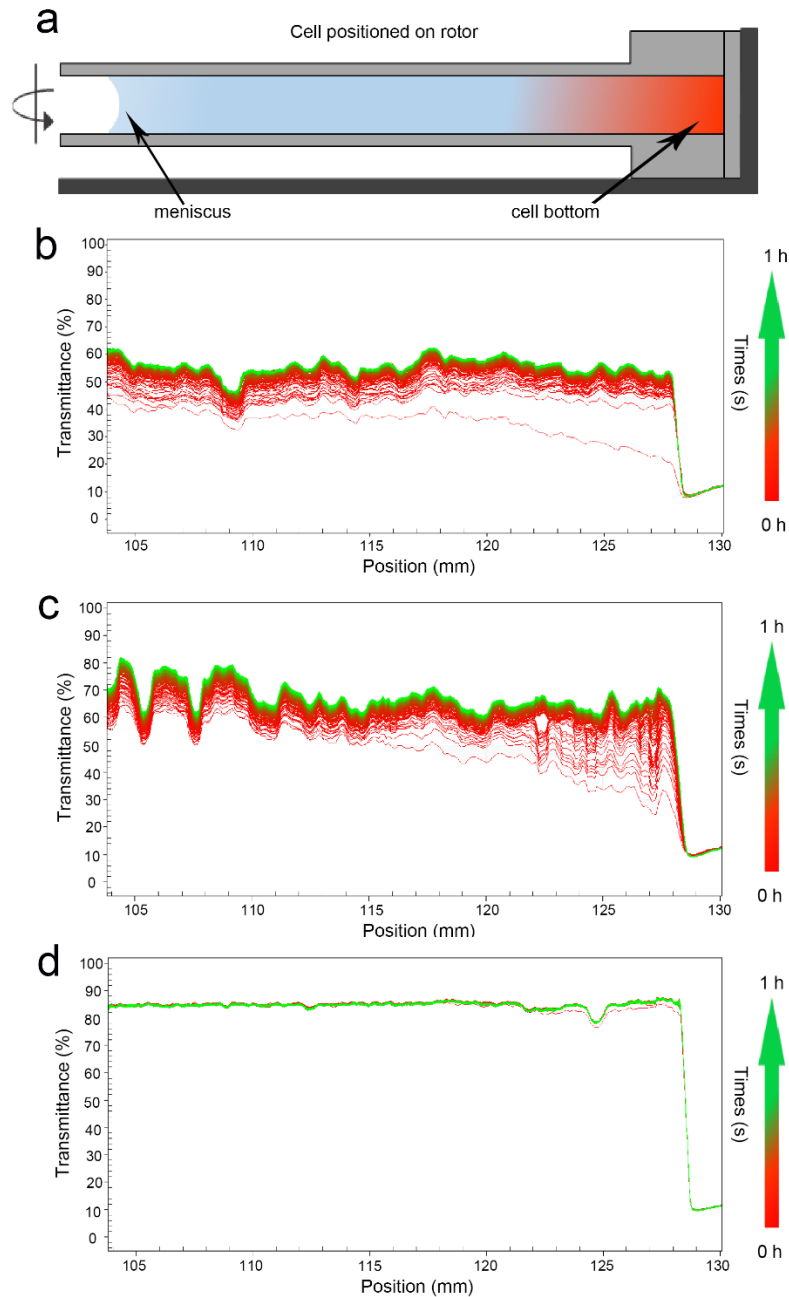 a
Cell positioned on rotor
meniscus
cell bottom
b
100
90
80
70
60
50
40
30
20
10
0
Transmittance (%)
105 110 115 120 125 130
Position (mm)
1 h
Times (s)
0 h
c
100
90
80
70
60
50
40
30
20
10
0
Transmittance (%)
105 110 115 120 125 130
Position (mm)
1 h
Times (s)
0 h
d
100
90
80
70
60
50
40
30
20
10
0
Transmittance (%)
105 110 115 120 125 130
Position (mm)
1 h
Times (s)
0 h